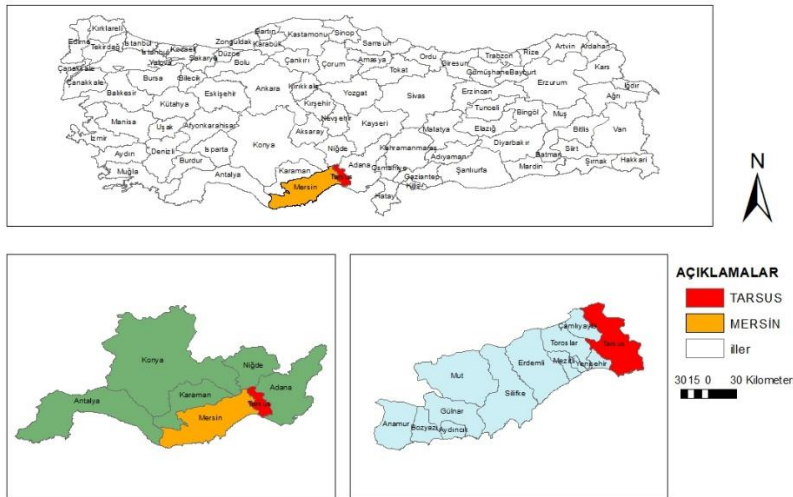 Kırklareli
Edirne
Tekirdağ
İstanbul
İstanbul
Kocaeli
Yalova
Sakarya
Düzce
Zonguldak
Bartın
Karabük
Kastamonu
Sinop
Samsun
Bolu
Çankırı
Çorum
Amasya
Tokat
Ordu
Giresun
Trabzon
Rize
Artvin
Ardahan
Kars
Iğdır
Ağrı
Gümüşhane
Bayburt
Erzurum
Erzincen
Çanakkale
Çanakkale
Balıkesir
Bursa
Bilecik
Eskişehir
Kütahya
Ankara
Kırıkkale
Kırşehir
Yozgat
Sivas
Tunceli
Bingöl
Muş
Bitlis
Van
Manisa
İzmir
Uşak
Afyonkarahisar
Aydın
Denizli
Isparta
Burdur
Muğla
Antalya
Konya
Aksaray
Nevşehir
Kayseri
Niğde
Karaman
Mersin
Tarsus
Adana
Osmaniye
Kahramanmaraş
Malatya
Elazığ
Adıyaman
Diyarbakır
Batman
Siirt
Şırnak
Hakkari
Mardin
Şanlıurfa
Gaziantep
Kilis
Hatay
N
Konya
Niğde
Adana
Antalya
Karaman
Mersin
Tarsus
Çamlıyayla
Toroslar
Tarsus
Erdemli
Mezitli
Yenişehir
Mut
Silifke
Gülnar
Anamur
Bozyazı
Aydıncık
AÇIKLAMALAR
TARSUS
MERSİN
iller
3015 0 30 Kilometer